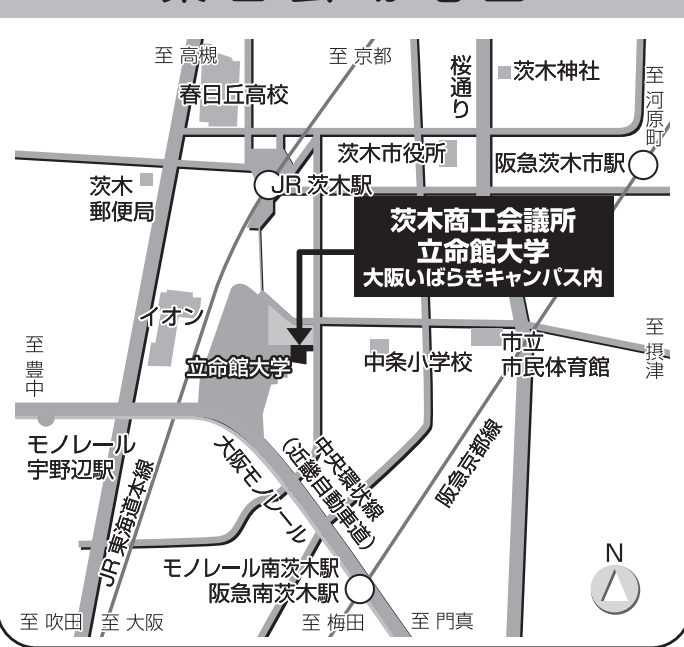 至 高槻
至 京都
桜通り
茨木神社
至 河原町
春日丘高校
茨木市役所
阪急茨木市駅
茨木
郵便局
JR 茨木駅
茨木商工会議所
立命館大学
大阪いばらきキャンパス内
イオン
至 豊中
立命館大学
中条小学校
市立
市民体育館
至 摂津
モノレール
宇野辺駅
JR東海道本線
大阪モノレール
中央環状線
(近畿自動車道)
阪急京都線
モノレール南茨木駅
阪急南茨木駅
N
至 吹田
至 大阪
至 梅田
至 門真